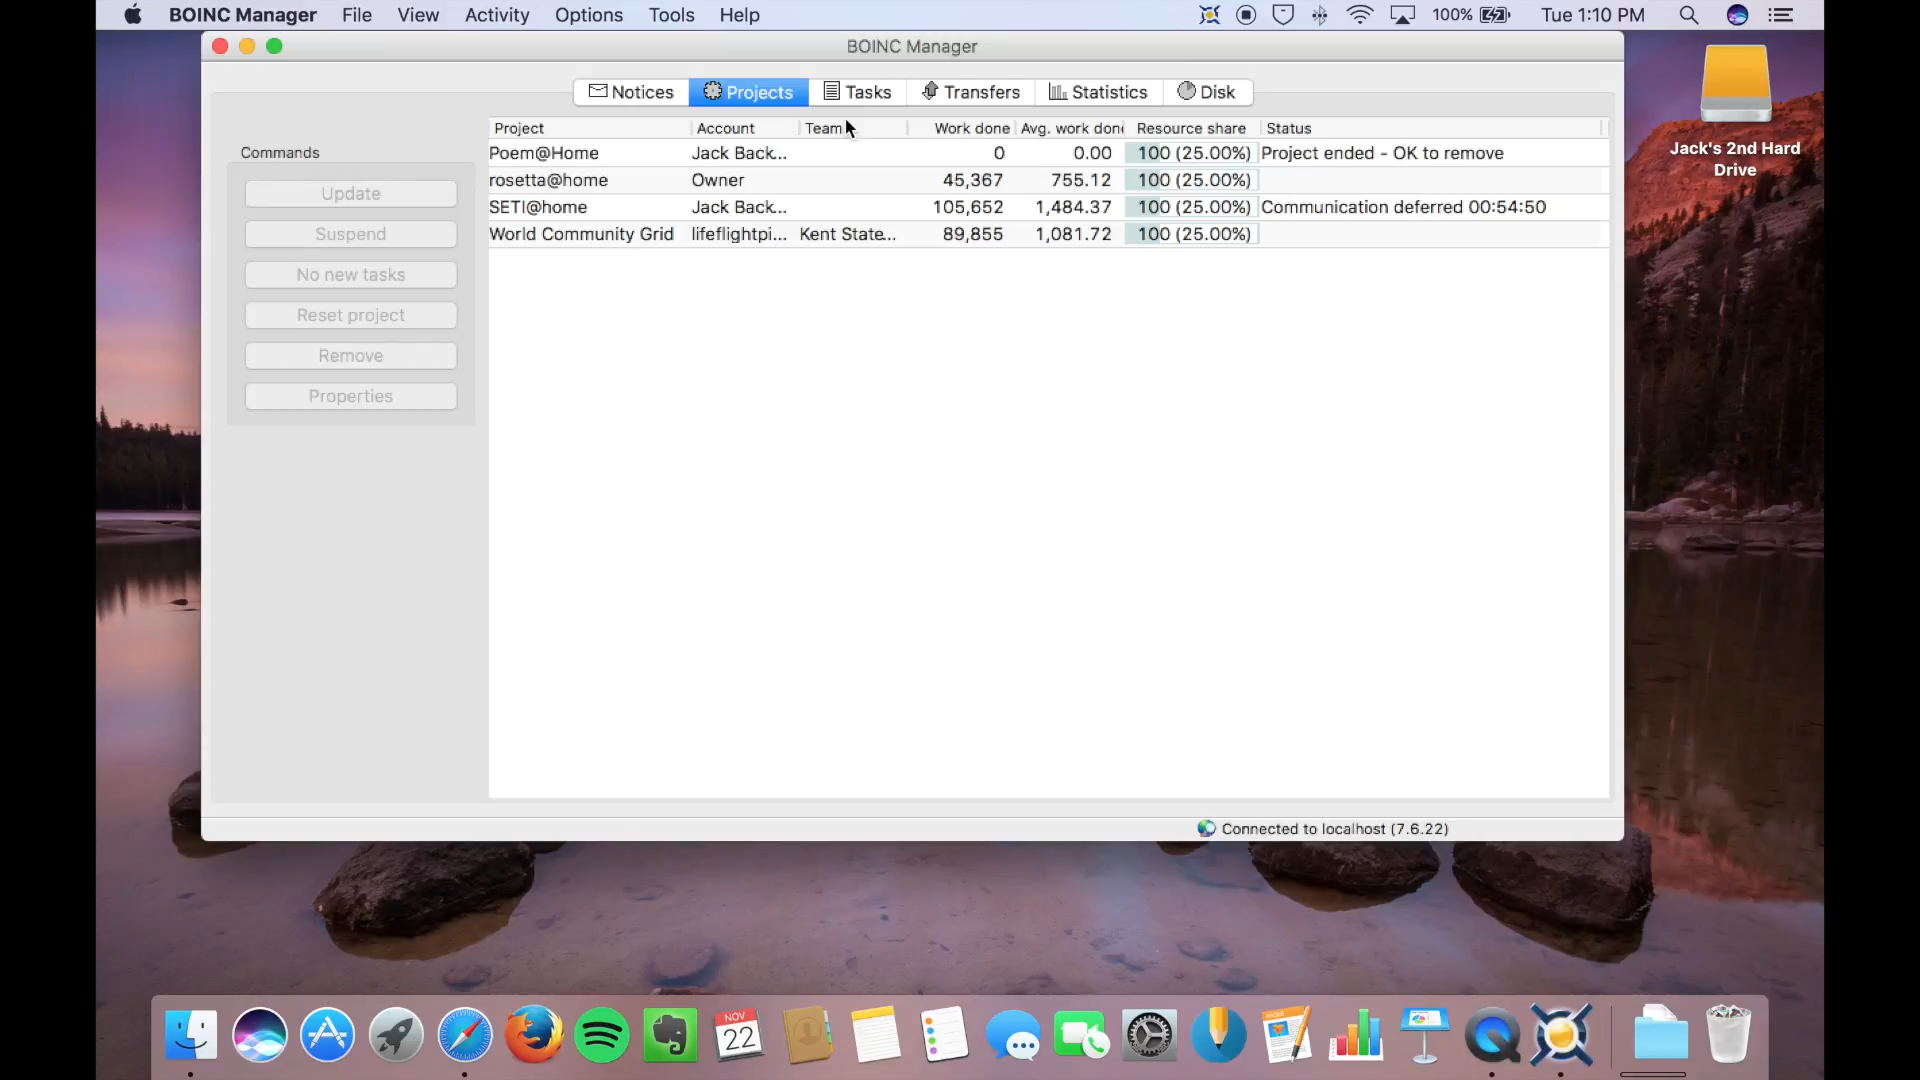 BOINC Manager File View Activity Options Tools Help 100% Tue 1:10 PM
BOINC Manager
Notices Projects Tasks Transfers Statistics Disk
Commands
Update
Suspend
No new tasks
Reset project
Remove
Properties
Project Account Team Work done Avg. work don Resource share Status
Poem@Home Jack Back... 0 0.00 100 (25.00%) Project ended - OK to remove
rosetta@home Owner 45,367 755.12 100 (25.00%)
SETI@home Jack Back... 105,652 1,484.37 100 (25.00%) Communication deferred 00:54:50
World Community Grid lifeflightpi... Kent State... 89,855 1,081.72 100 (25.00%)
Connected to localhost (7.6.22)
Jack's 2nd Hard
Drive
NOV
22